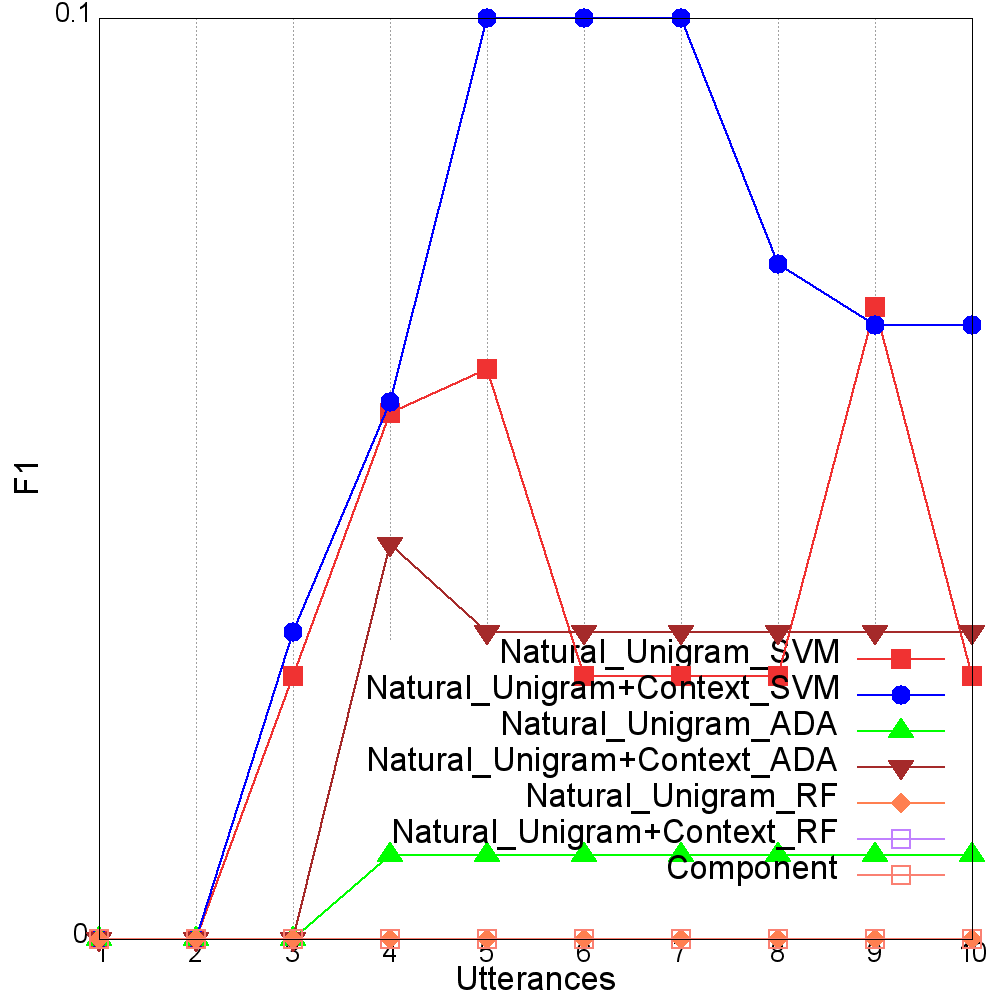 0.1
F1
Natural_Unigram_SVM
Natural_Unigram+Context_SVM
Natural_Unigram_ADA
Natural_Unigram+Context_ADA
Natural_Unigram_RF
Natural_Unigram+Context_RF
Component
0
1 2 3 4 5 6 7 8 9 10
Utterances